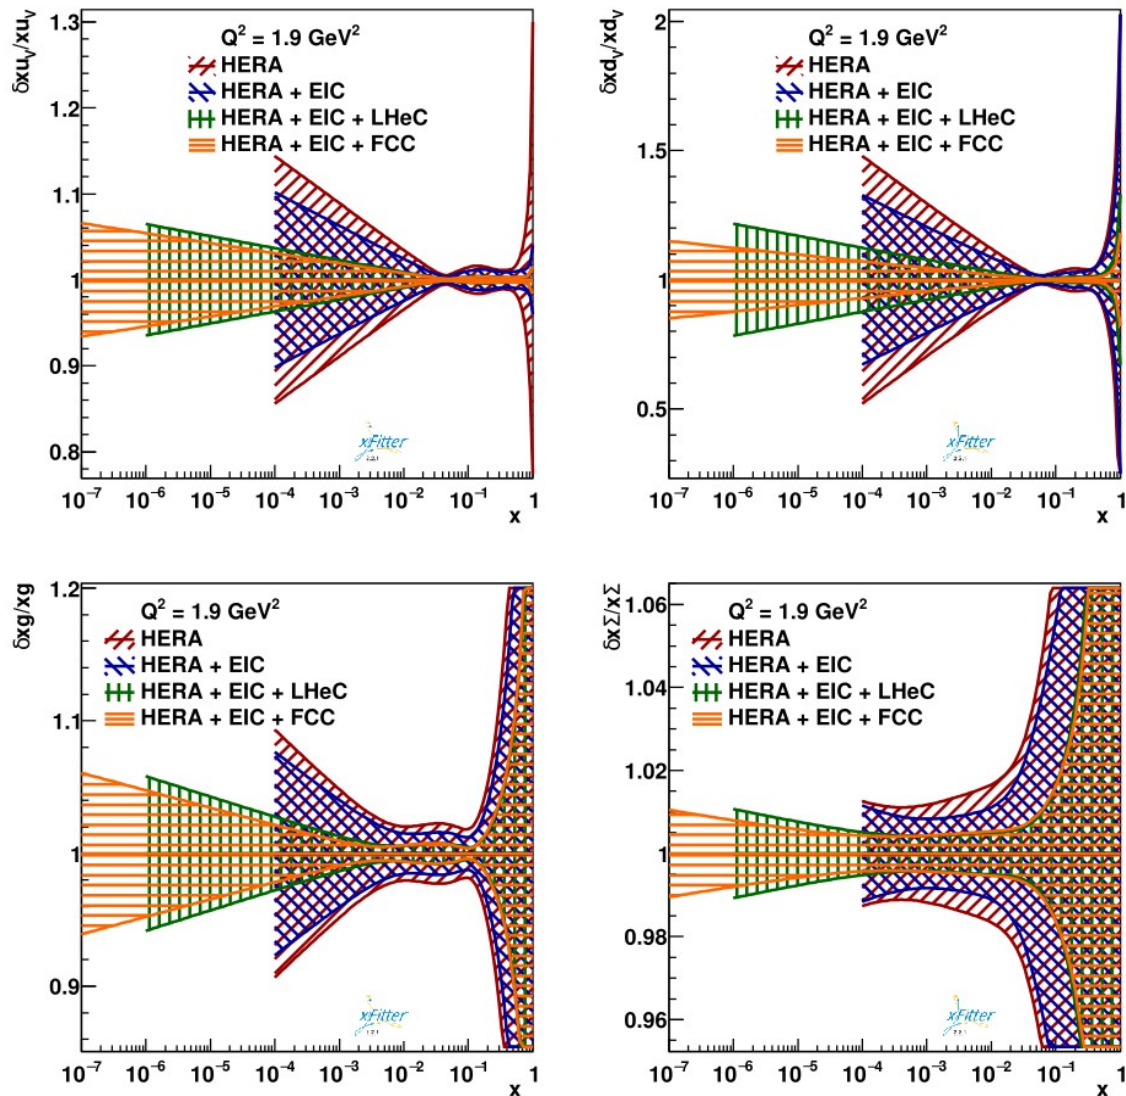 δxu_V/xu_V
1.3
1.2
1.1
1
0.9
0.8
Q² = 1.9 GeV²
HERA
HERA + EIC
HERA + EIC + LHeC
HERA + EIC + FCC
xFitter
10⁻⁷ 10⁻⁶ 10⁻⁵ 10⁻⁴ 10⁻³ 10⁻² 10⁻¹ 1
x
δxd_V/xd_V
2
1.5
1
0.5
Q² = 1.9 GeV²
HERA
HERA + EIC
HERA + EIC + LHeC
HERA + EIC + FCC
xFitter
10⁻⁷ 10⁻⁶ 10⁻⁵ 10⁻⁴ 10⁻³ 10⁻² 10⁻¹ 1
x
δxg/xg
1.2
1.1
1
0.9
Q² = 1.9 GeV²
HERA
HERA + EIC
HERA + EIC + LHeC
HERA + EIC + FCC
xFitter
10⁻⁷ 10⁻⁶ 10⁻⁵ 10⁻⁴ 10⁻³ 10⁻² 10⁻¹ 1
x
δxΣ/xΣ
1.06
1.04
1.02
1
0.98
0.96
Q² = 1.9 GeV²
HERA
HERA + EIC
HERA + EIC + LHeC
HERA + EIC + FCC
xFitter
10⁻⁷ 10⁻⁶ 10⁻⁵ 10⁻⁴ 10⁻³ 10⁻² 10⁻¹ 1
x